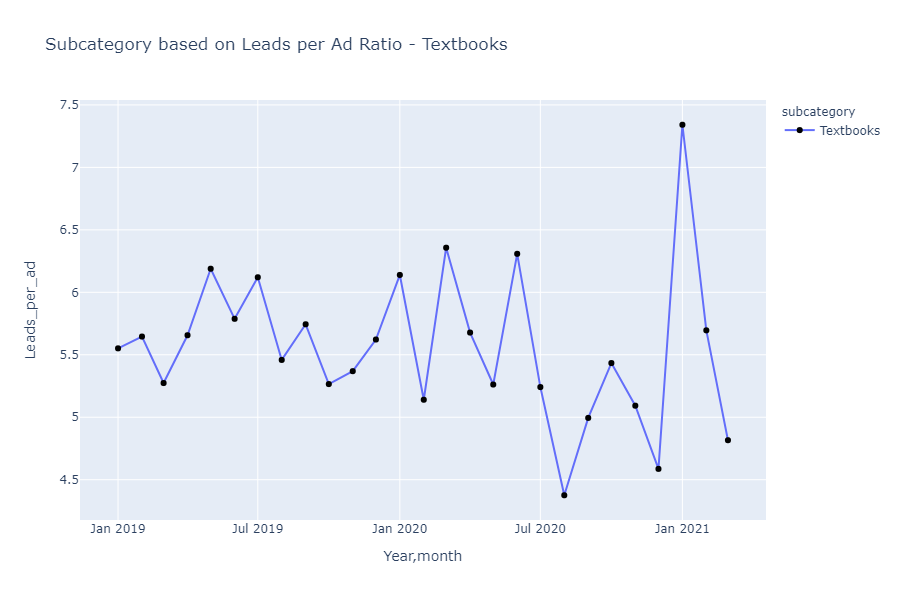 Subcategory based on Leads per Ad Ratio - Textbooks
subcategory
Textbooks
7.5
7
6.5
6
5.5
5
4.5
Leads_per_ad
Jan 2019
Jul 2019
Jan 2020
Jul 2020
Jan 2021
Year,month